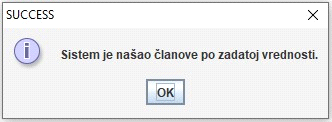 SUCCESS
Sistem je našao članove po zadatoj vrednosti.
OK